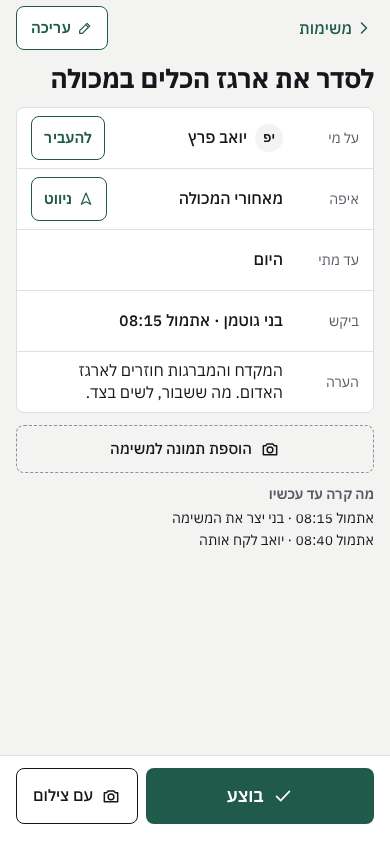 משימות
עריכה
לסדר את ארגז הכלים במכולה
על מי
יפ
יואב פרץ
להעביר
איפה
מאחורי המכולה
ניווט
עד מתי
היום
ביקש
בני גוטמן · אתמול 08:15
הערה
המקדח והמברגות חוזרים לארגז
האדום. מה ששבור, לשים בצד.
הוספת תמונה למשימה
מה קרה עד עכשיו
אתמול 08:15 · בני יצר את המשימה
אתמול 08:40 · יואב לקח אותה
בוצע
עם צילום